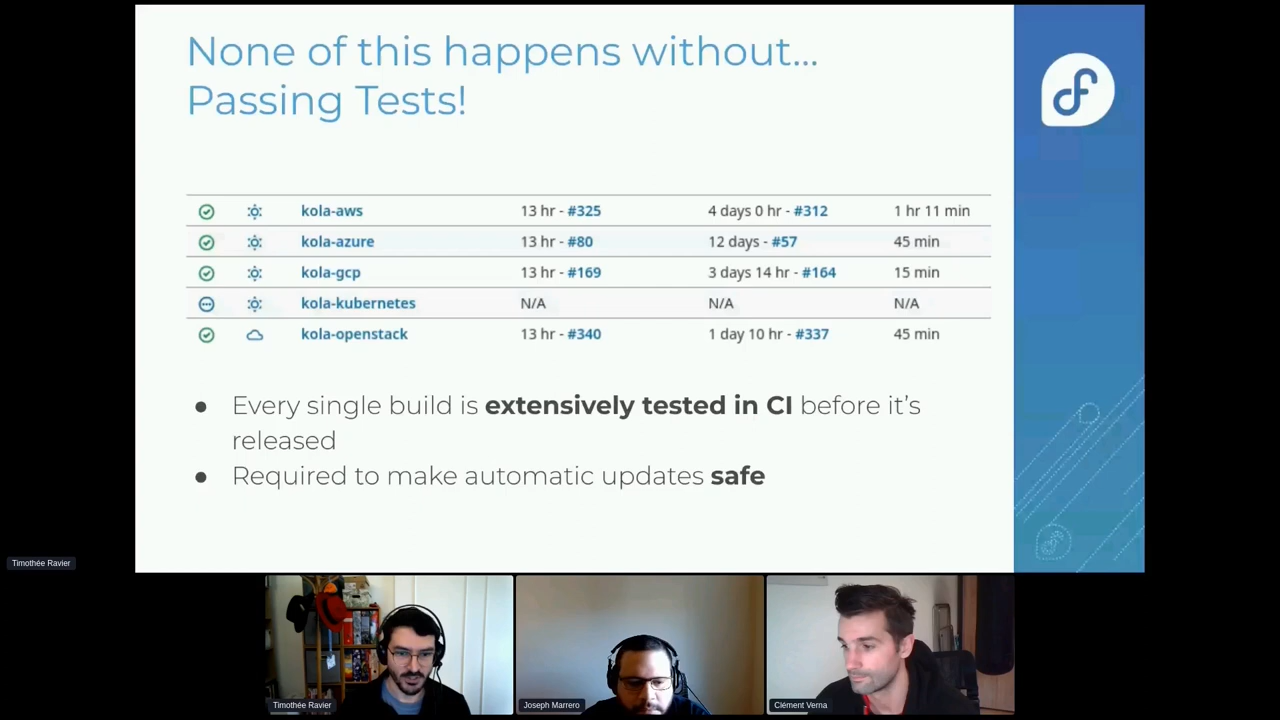 None of this happens without...
Passing Tests!
kola-aws 13 hr - #325 4 days 0 hr - #312 1 hr 11 min
kola-azure 13 hr - #80 12 days - #57 45 min
kola-gcp 13 hr - #169 3 days 14 hr - #164 15 min
kola-kubernetes N/A N/A N/A
kola-openstack 13 hr - #340 1 day 10 hr - #337 45 min
● Every single build is extensively tested in CI before it's
released
● Required to make automatic updates safe
Timothée Ravier
Timothée Ravier
Joseph Marrero
Clément Verna